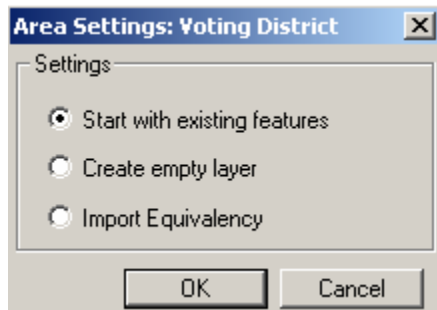 Area Settings: Voting District
Settings
Start with existing features
Create empty layer
Import Equivalency
OK Cancel